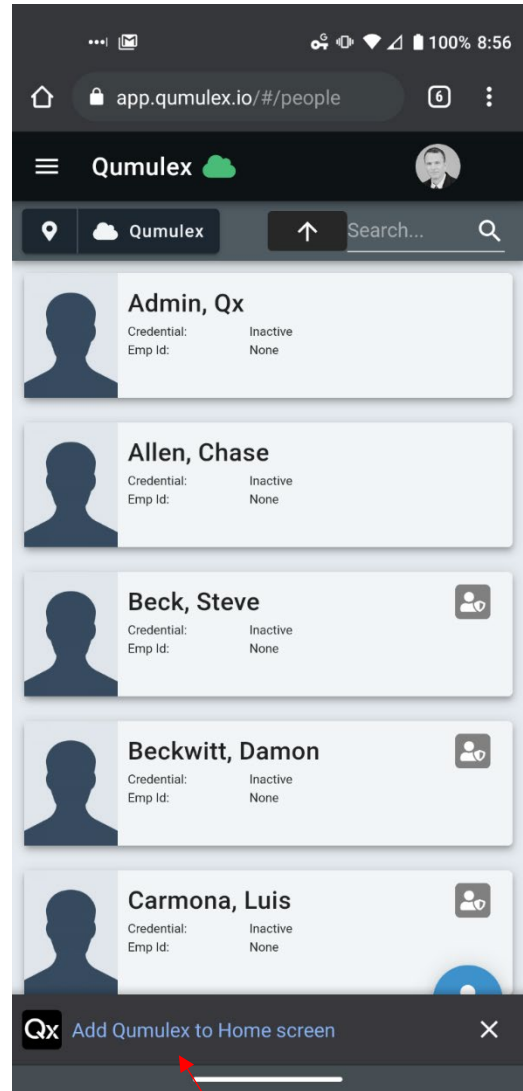 100% 8:56
app.qumulex.io/#/people
6
Qumulex
Qumulex
Search...
Admin, Qx
Credential: Inactive
Emp Id: None
Allen, Chase
Credential: Inactive
Emp Id: None
Beck, Steve
Credential: Inactive
Emp Id: None
Beckwitt, Damon
Credential: Inactive
Emp Id: None
Carmona, Luis
Credential: Inactive
Emp Id: None
Qx Add Qumulex to Home screen